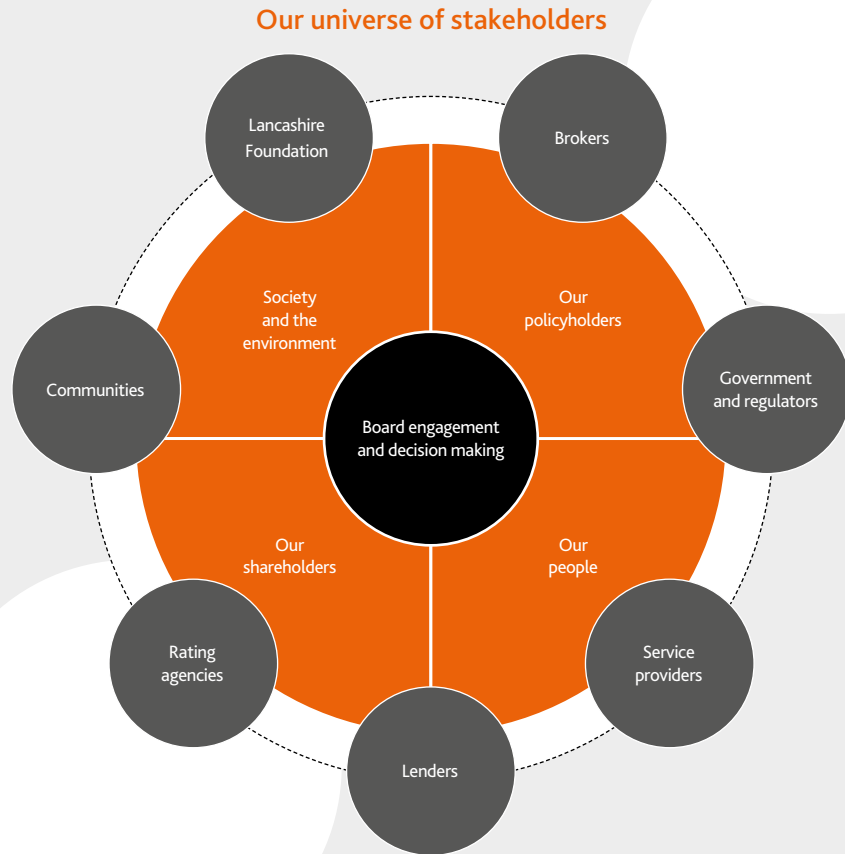 Our universe of stakeholders
Lancashire
Foundation
Brokers
Society
and the
environment
Our
policyholders
Communities
Government
and regulators
Board engagement
and decision making
Our
shareholders
Our
people
Rating
agencies
Service
providers
Lenders